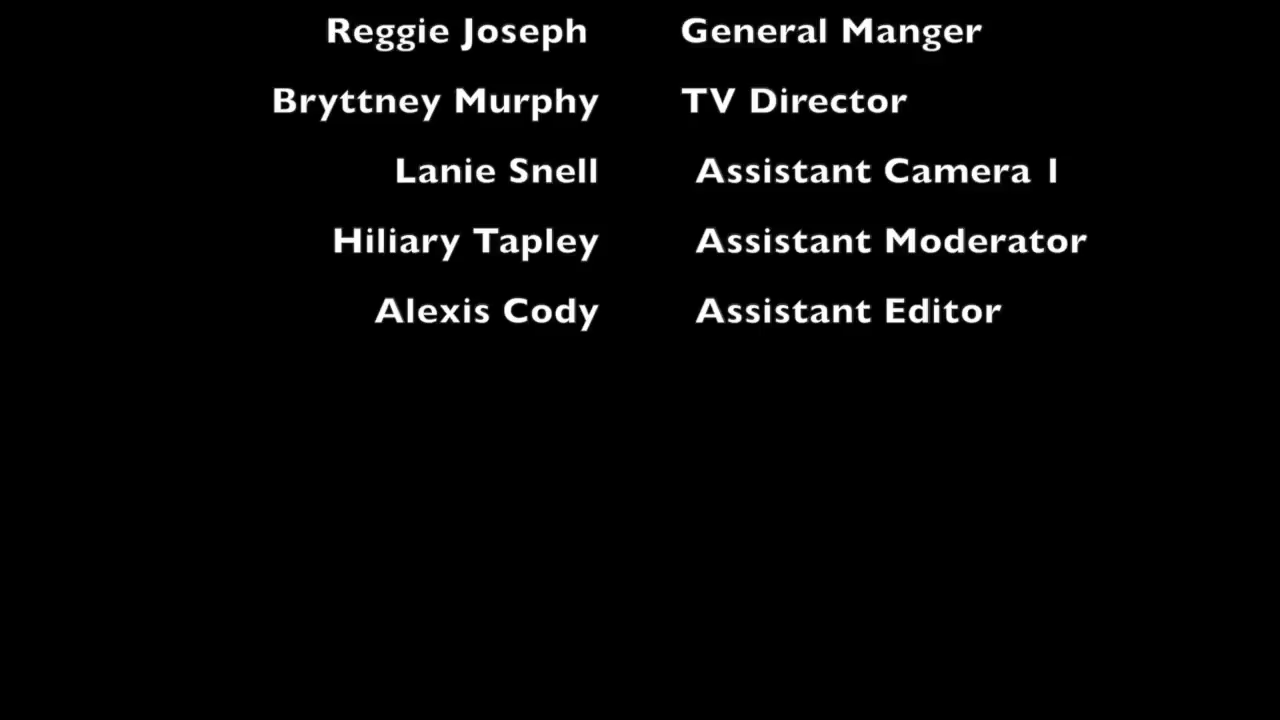 Reggie Joseph General Manger
Bryttney Murphy TV Director
Lanie Snell Assistant Camera 1
Hiliary Tapley Assistant Moderator
Alexis Cody Assistant Editor